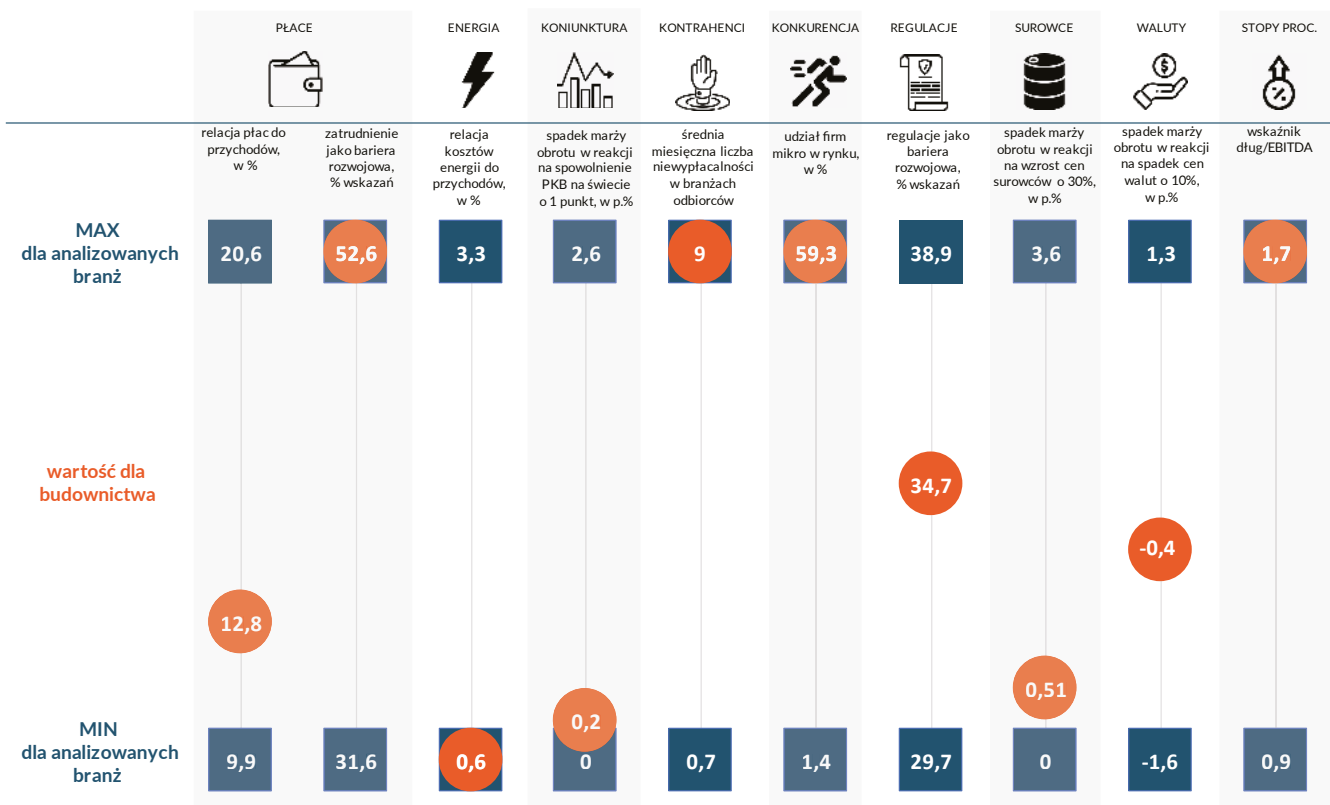 PŁACE
ENERGIA
KONIUNKTURA
KONTRAHENCI
KONKURENCJA
REGULACJE
SUROWCE
WALUTY
STOPY PROC.
relacja płac do
przychodów,
w %
zatrudnienie
jako bariera
rozwojowa,
% wskazań
relacja
kosztów
energii do
przychodów,
w %
spadek marży
obrotu w reakcji
na spowolnienie
PKB na świecie
o 1 punkt, w p.%
średnia
miesięczna liczba
niewypłacalności
w branżach
odbiorców
udział firm
mikro w rynku,
w %
regulacje jako
bariera
rozwojowa,
% wskazań
spadek marży
obrotu w reakcji
na wzrost cen
surowców o 30%,
w p.%
spadek marży
obrotu w reakcji
na spadek cen
walut o 10%,
w p.%
wskaźnik
dług/EBITDA
MAX
dla analizowanych
branż
20,6
52,6
3,3
2,6
9
59,3
38,9
3,6
1,3
1,7
wartość dla
budownictwa
34,7
-0,4
12,8
0,51
0,2
MIN
dla analizowanych
branż
9,9
31,6
0,6
0
0,7
1,4
29,7
0
-1,6
0,9